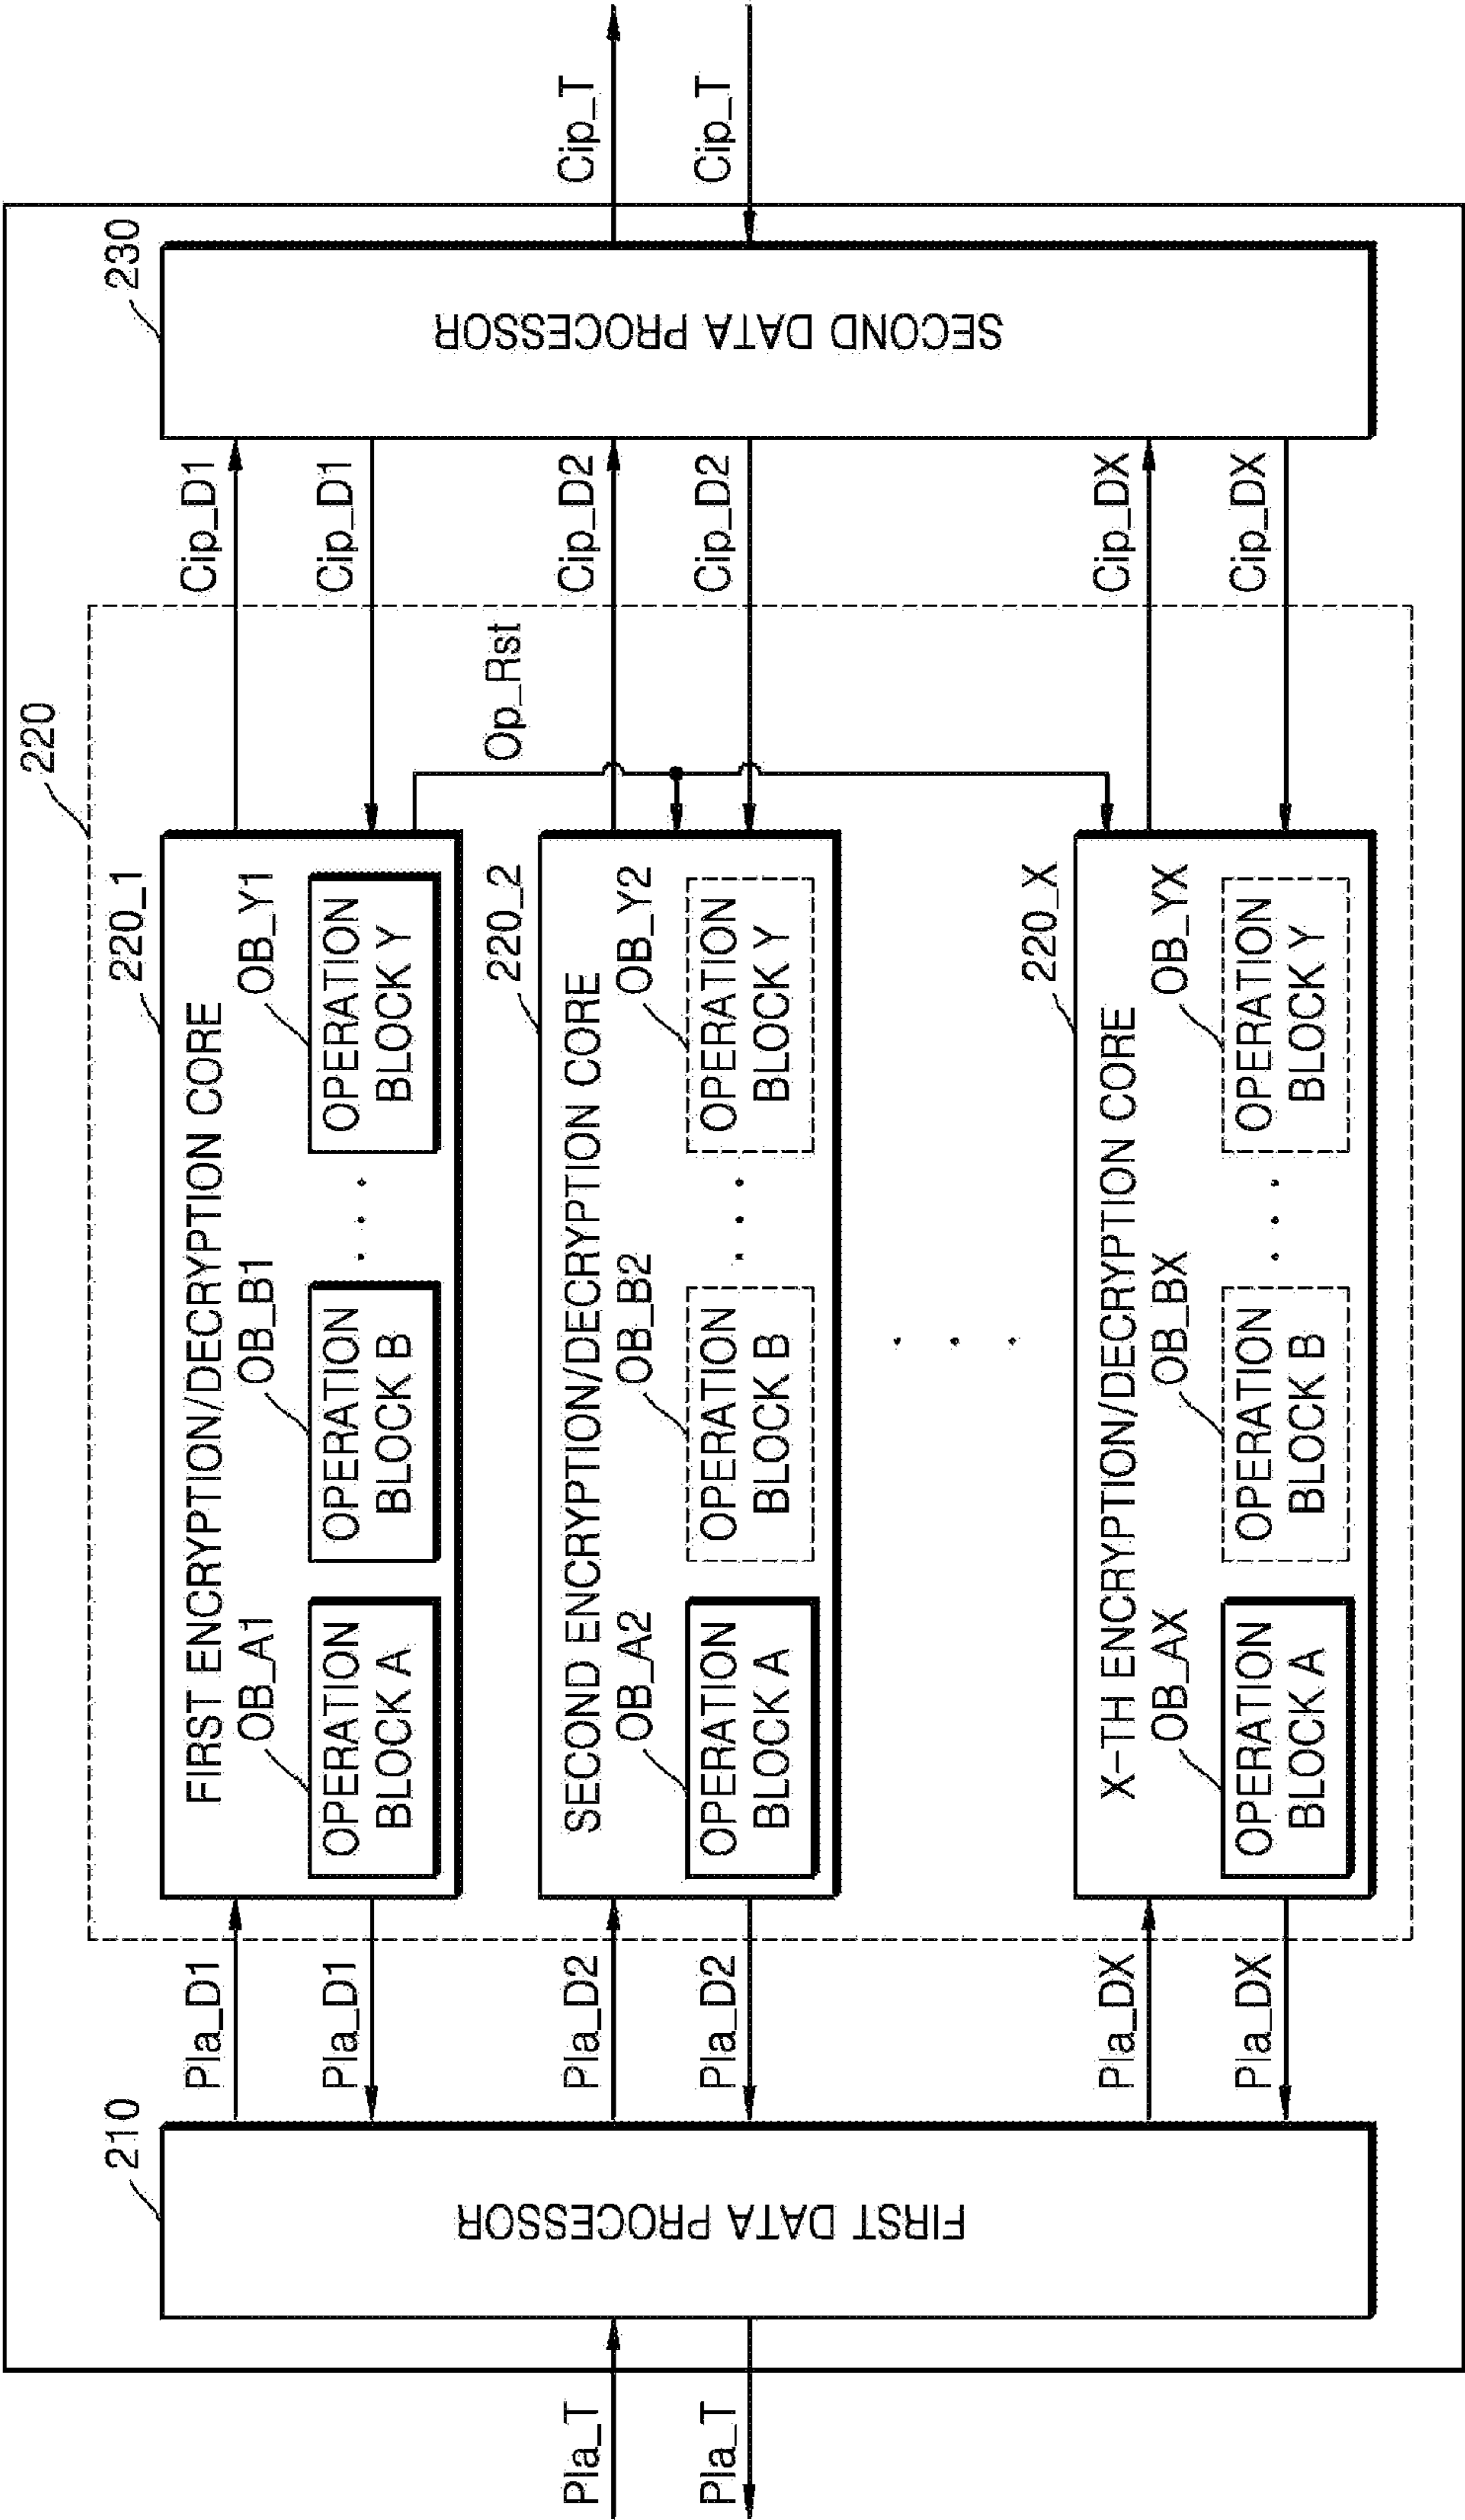 Pla_T
Pla_T
210
FIRST DATA PROCESSOR
Pla_D1
Pla_D1
Pla_D2
Pla_D2
Pla_DX
Pla_DX
220
220_1
FIRST ENCRYPTION/DECRYPTION CORE
OB_A1
OPERATION
BLOCK A
OB_B1
OPERATION
BLOCK B
. . .
OB_Y1
OPERATION
BLOCK Y
220_2
SECOND ENCRYPTION/DECRYPTION CORE
OB_A2
OPERATION
BLOCK A
OB_B2
OPERATION
BLOCK B
. . .
OB_Y2
OPERATION
BLOCK Y
. . .
220_X
X-TH ENCRYPTION/DECRYPTION CORE
OB_AX
OPERATION
BLOCK A
OB_BX
OPERATION
BLOCK B
. . .
OB_YX
OPERATION
BLOCK Y
Op_Rst
Cip_D1
Cip_D1
Cip_D2
Cip_D2
Cip_DX
Cip_DX
230
SECOND DATA PROCESSOR
Cip_T
Cip_T